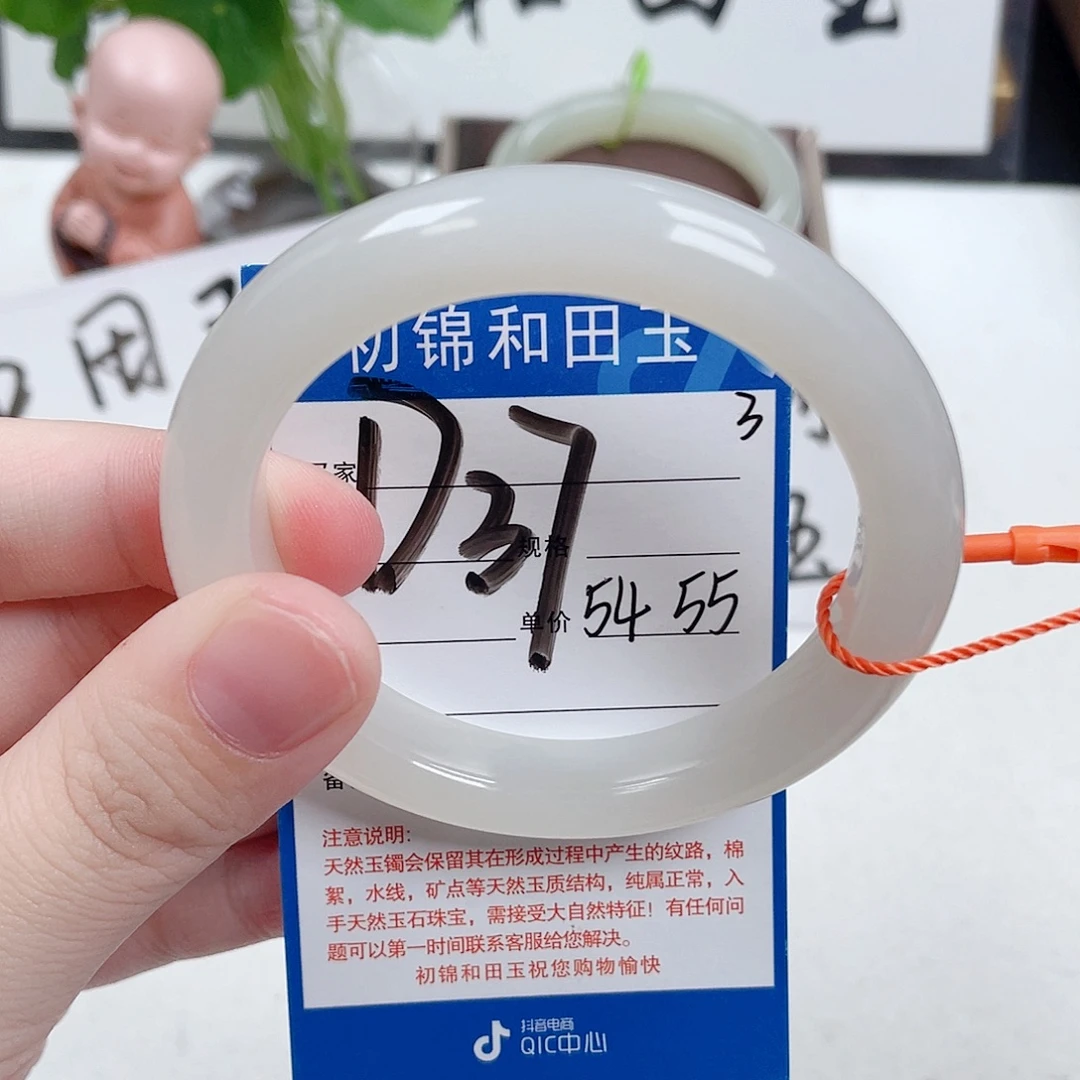 初锦和田玉
D37
3
规格
单价 54 55
注意说明:
天然玉镯会保留其在形成过程中产生的纹路，棉
絮，水线，矿点等天然玉质结构，纯属正常，入
手天然玉石珠宝，需接受大自然特征！有任何问
题可以第一时间联系客服给您解决。
初锦和田玉祝您购物愉快
抖音电商
QIC中心